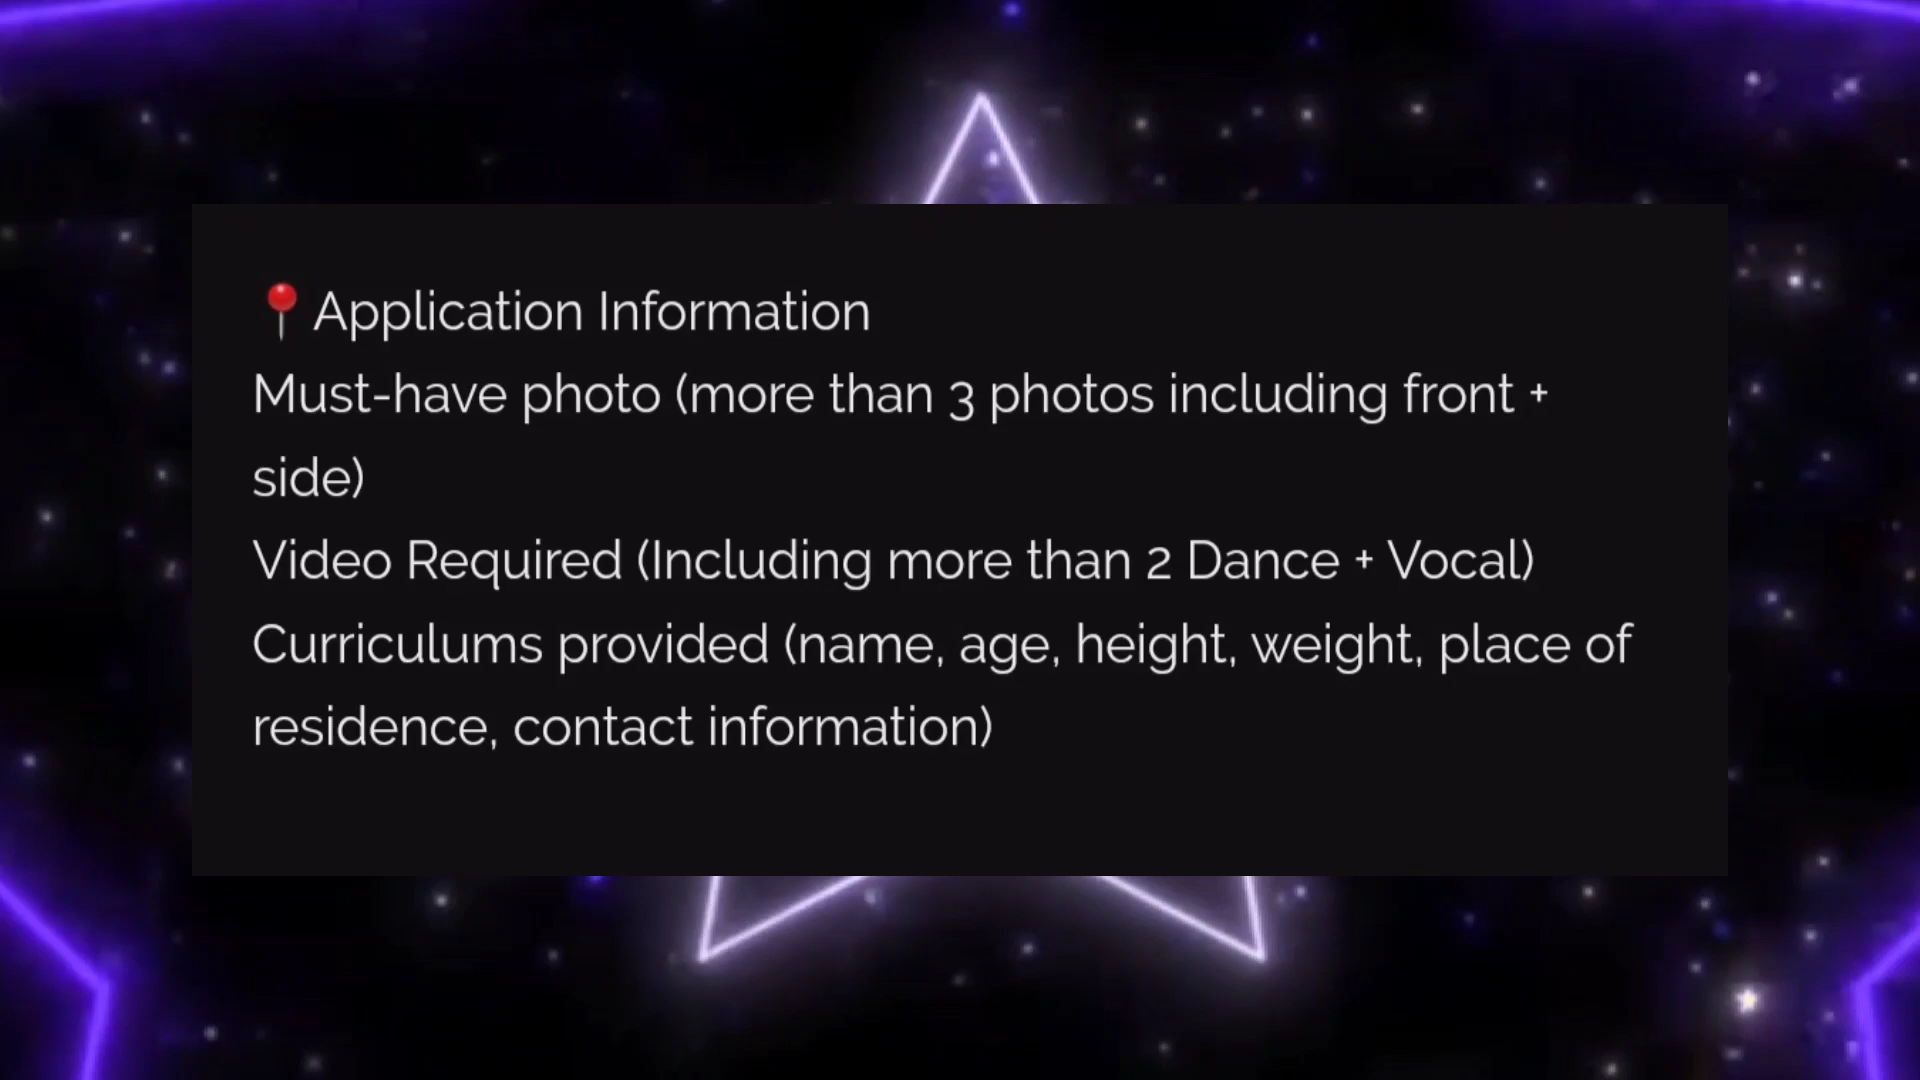 📍Application Information
Must-have photo (more than 3 photos including front +
side)
Video Required (Including more than 2 Dance + Vocal)
Curriculums provided (name, age, height, weight, place of
residence, contact information)